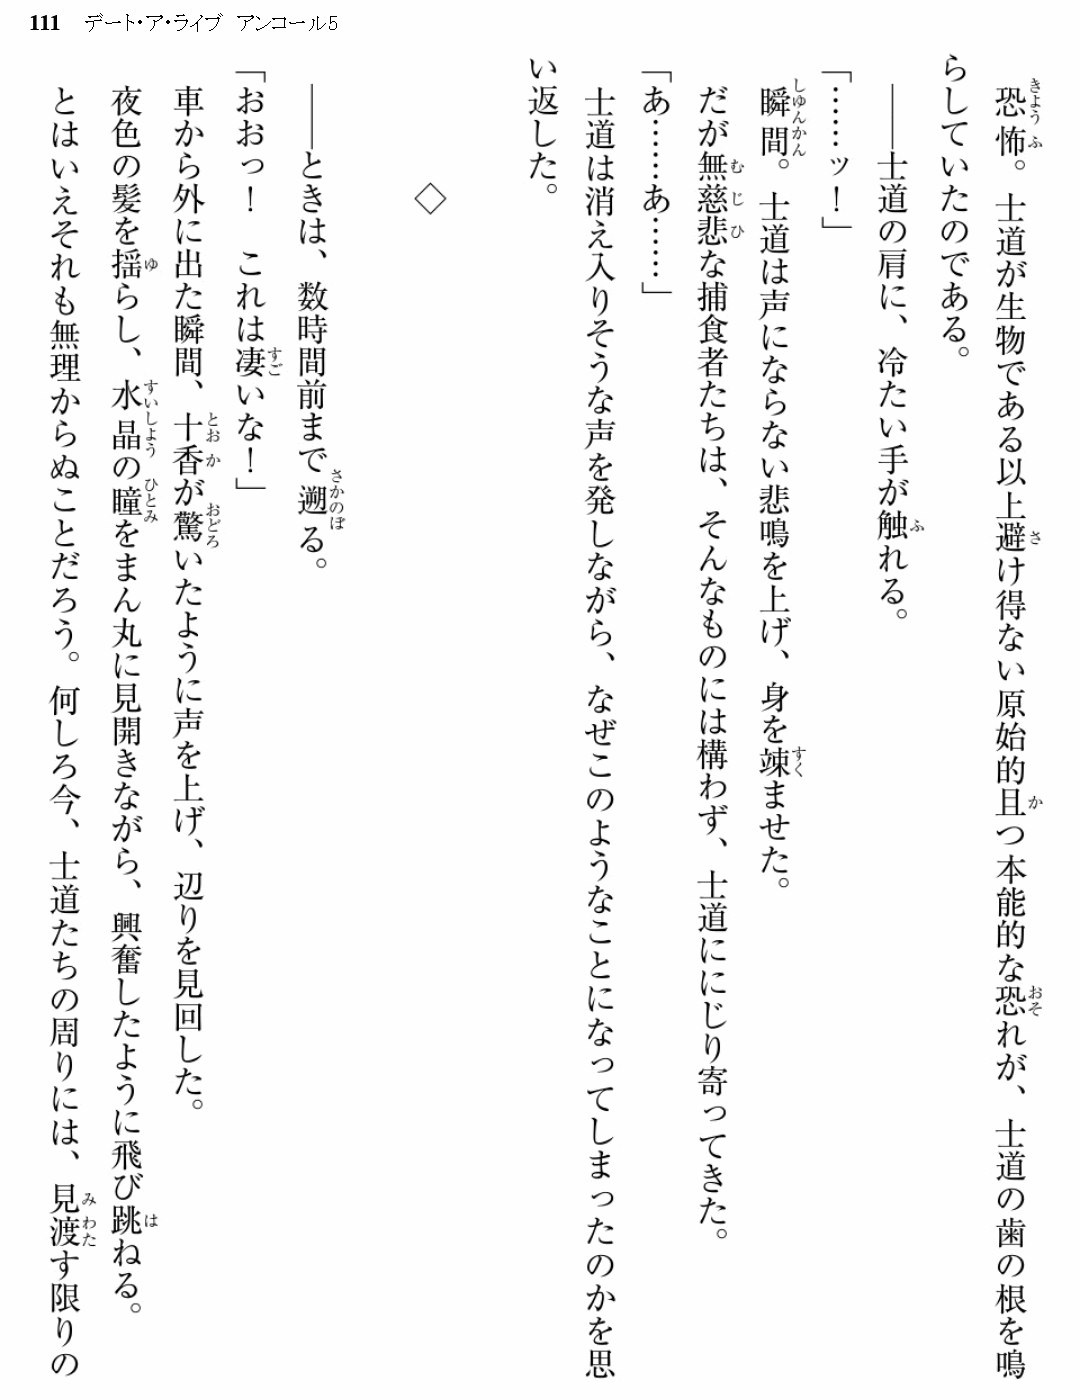 111 デート・ア・ライブ アンコール5
恐怖。士道が生物である以上避け得ない原始的且つ本能的な恐れが、士道の歯の根を鳴
らしていたのである。
――士道の肩に、冷たい手が触れる。
「……ッ！」
瞬間。士道は声にならない悲鳴を上げ、身を竦ませた。
だが無慈悲な捕食者たちは、そんなものには構わず、士道ににじり寄ってきた。
「あ……あ……」
士道は消え入りそうな声を発しながら、なぜこのようなことになってしまったのかを思
い返した。
◇
――ときは、数時間前まで遡る。
「おおっ！　これは凄いな！」
車から外に出た瞬間、十香が驚いたように声を上げ、辺りを見回した。
夜色の髪を揺らし、水晶の瞳をまん丸に見開きながら、興奮したように飛び跳ねる。
とはいえそれも無理からぬことだろう。何しろ今、士道たちの周りには、見渡す限りの